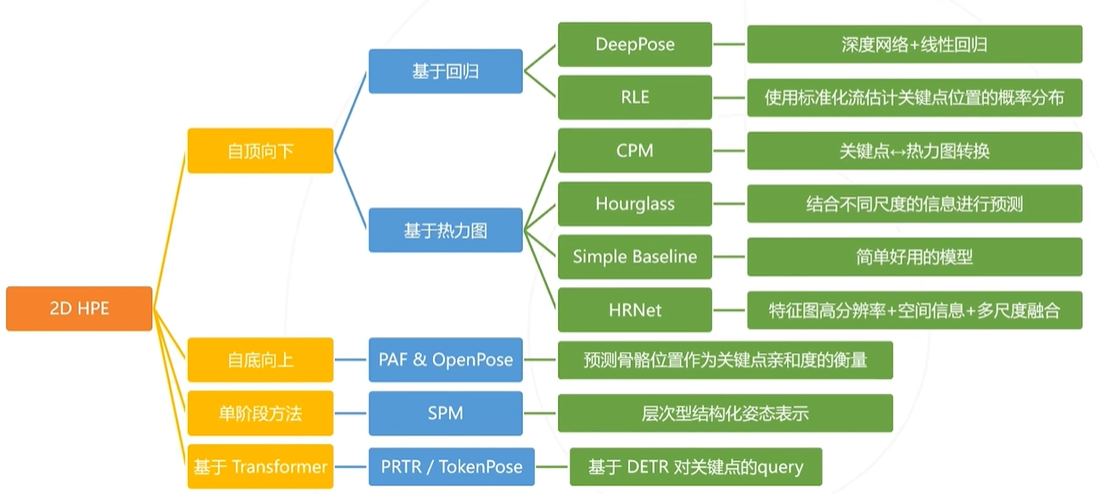 2D HPE
自顶向下
基于回归
DeepPose
深度网络+线性回归
RLE
使用标准化流估计关键点位置的概率分布
基于热力图
CPM
关键点↔热力图转换
Hourglass
结合不同尺度的信息进行预测
Simple Baseline
简单好用的模型
HRNet
特征图高分辨率+空间信息+多尺度融合
自底向上
PAF & OpenPose
预测骨骼位置作为关键点亲和度的衡量
单阶段方法
SPM
层次型结构化姿态表示
基于 Transformer
PRTR / TokenPose
基于 DETR 对关键点的query